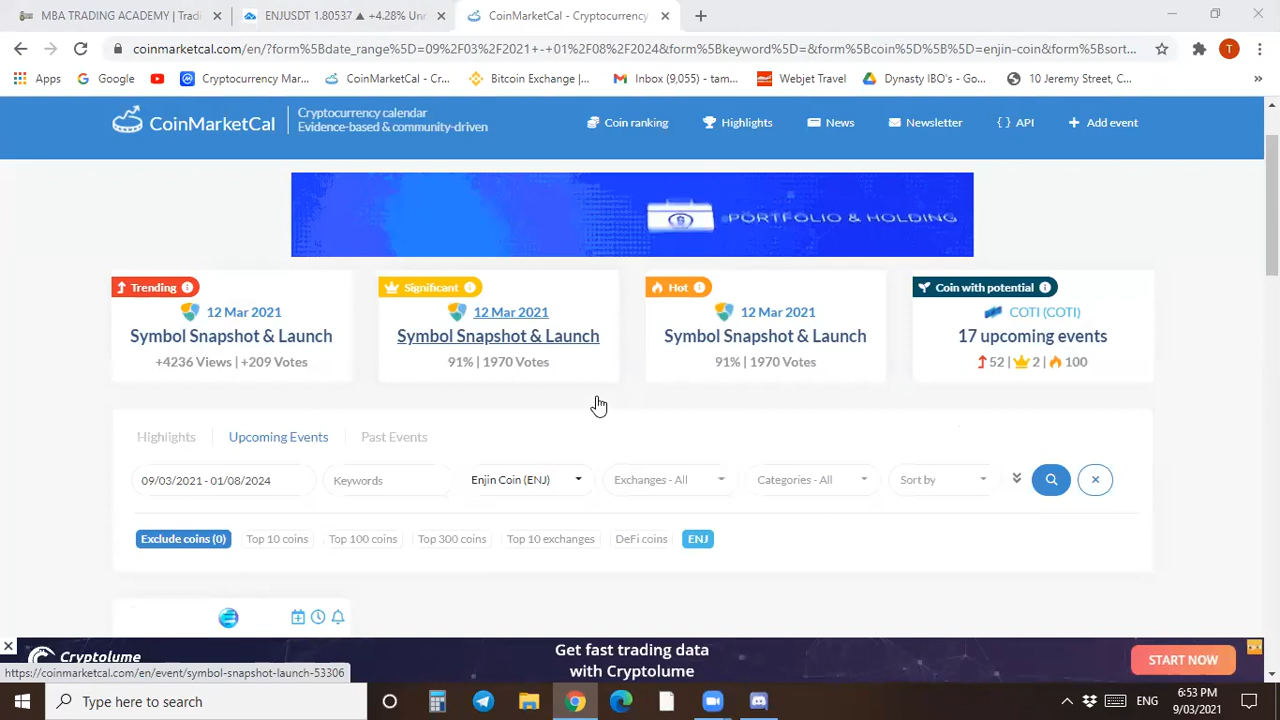 MBA TRADING ACADEMY | Tradi
ENJUSDT 1.80537 ▲ +4.28% Unr
CoinMarketCal - Cryptocurrency
coinmarketcal.com/en/?form%5Bdate_range%5D=09%2F03%2F2021+-+01%2F08%2F2024&form%5Bkeyword%5D=&form%5Bcoin%5D%5B%5D=enjin-coin&form%5Bsort...
T
Apps
Google
Cryptocurrency Mar...
CoinMarketCal - Cr...
Bitcoin Exchange |...
Inbox (9,055) - tam...
Webjet Travel
Dynasty IBO's - Go...
10 Jeremy Street, C...
»
CoinMarketCal
Cryptocurrency calendar
Evidence-based & community-driven
Coin ranking
Highlights
News
Newsletter
{ } API
+ Add event
PORTFOLIO & HOLDING
Trending
12 Mar 2021
Symbol Snapshot & Launch
+4236 Views | +209 Votes
Significant
12 Mar 2021
Symbol Snapshot & Launch
91% | 1970 Votes
Hot
12 Mar 2021
Symbol Snapshot & Launch
91% | 1970 Votes
Coin with potential
COTI (COTI)
17 upcoming events
52 | 2 | 100
Highlights
Upcoming Events
Past Events
09/03/2021 - 01/08/2024
Keywords
Enjin Coin (ENJ)
Exchanges - All
Categories - All
Sort by
Exclude coins (0)
Top 10 coins
Top 100 coins
Top 300 coins
Top 10 exchanges
DeFi coins
ENJ
Cryptolume
Get fast trading data
with Cryptolume
START NOW
https://coinmarketcal.com/en/event/symbol-snapshot-launch-53306
Type here to search
ENG
6:53 PM
9/03/2021